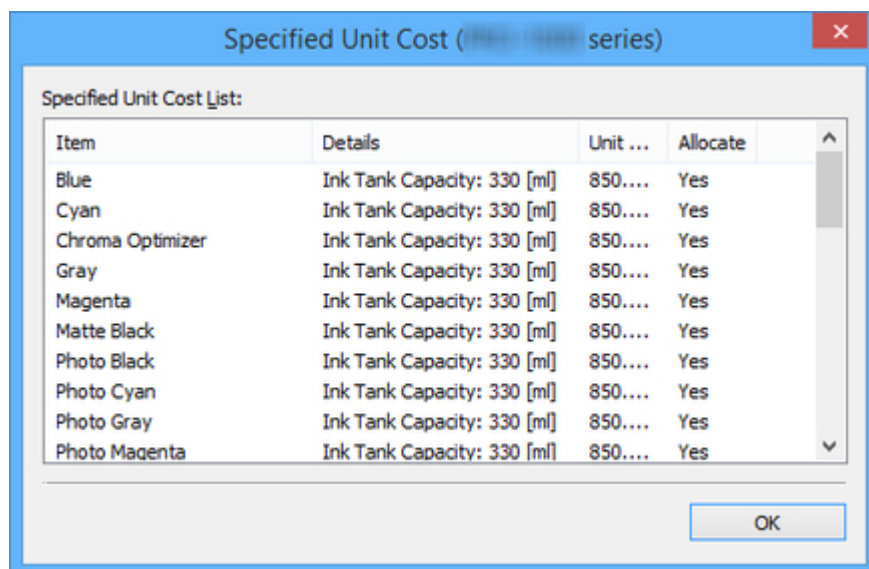 Specified Unit Cost ( series)
Specified Unit Cost List:
Item Details Unit ... Allocate
Blue Ink Tank Capacity: 330 [ml] 850.... Yes
Cyan Ink Tank Capacity: 330 [ml] 850.... Yes
Chroma Optimizer Ink Tank Capacity: 330 [ml] 850.... Yes
Gray Ink Tank Capacity: 330 [ml] 850.... Yes
Magenta Ink Tank Capacity: 330 [ml] 850.... Yes
Matte Black Ink Tank Capacity: 330 [ml] 850.... Yes
Photo Black Ink Tank Capacity: 330 [ml] 850.... Yes
Photo Cyan Ink Tank Capacity: 330 [ml] 850.... Yes
Photo Gray Ink Tank Capacity: 330 [ml] 850.... Yes
Photo Magenta Ink Tank Capacity: 330 [ml] 850.... Yes
OK